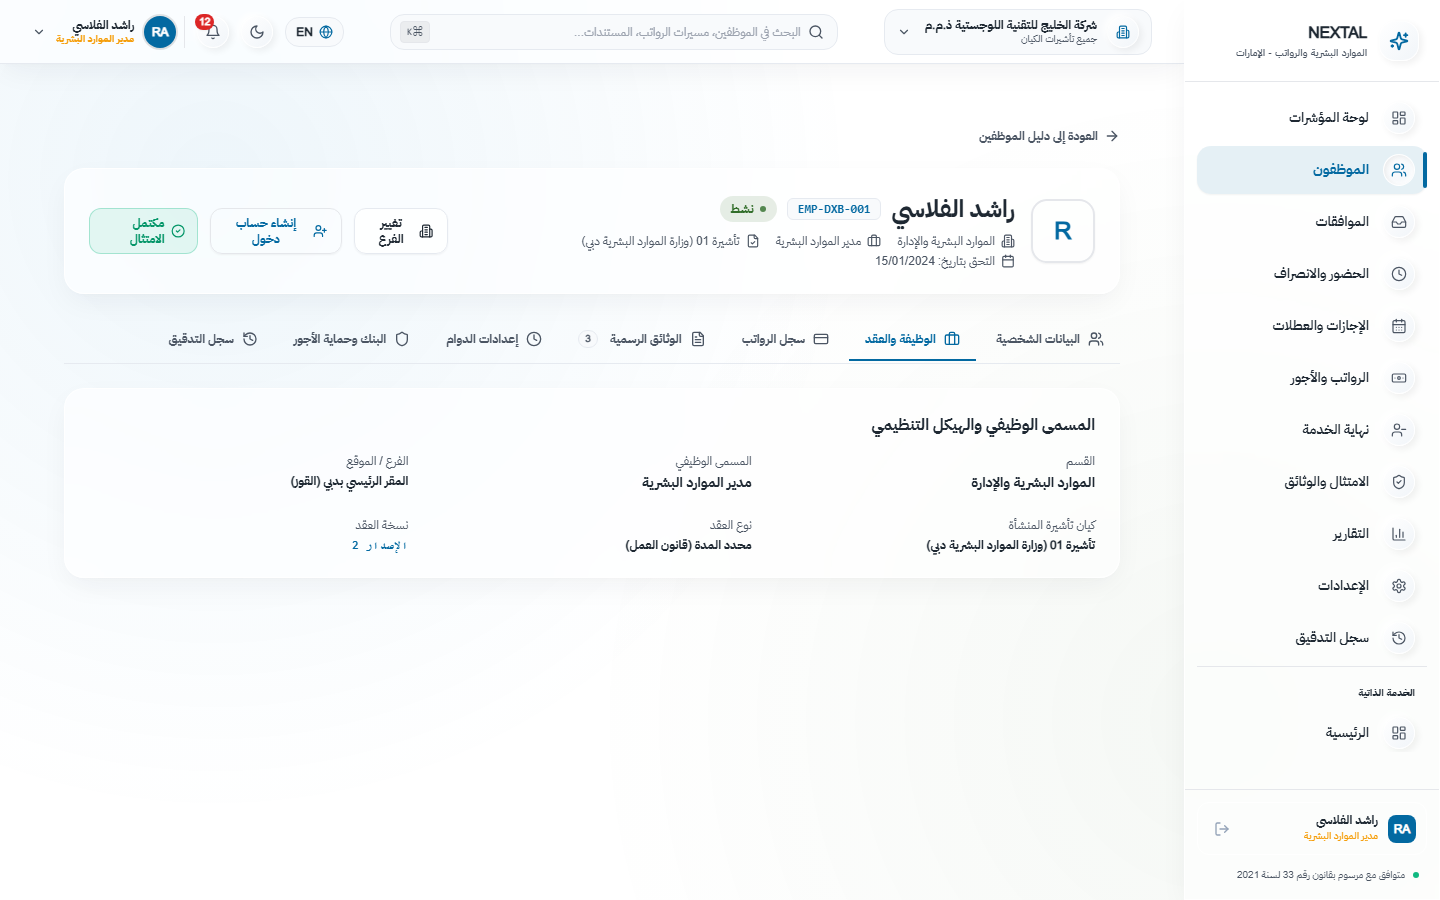 NEXTAL
الموارد البشرية والرواتب - الإمارات
لوحة المؤشرات
الموظفون
الموافقات
الحضور والانصراف
الإجازات والعطلات
الرواتب والأجور
نهاية الخدمة
الامتثال والوثائق
التقارير
الإعدادات
سجل التدقيق
الخدمة الذاتية
الرئيسية
RA
راشد الفلاسي
مدير الموارد البشرية
متوافق مع مرسوم بقانون رقم 33 لسنة 2021
شركة الخليج للتقنية اللوجستية ذ.م.م
جميع تأشيرات الكيان
البحث في الموظفين، مسيرات الرواتب، المستندات...
⌘K
EN
12
RA
راشد الفلاسي
مدير الموارد البشرية
العودة إلى دليل الموظفين
R
راشد الفلاسي
EMP-DXB-001
نشط
الموارد البشرية والإدارة
مدير الموارد البشرية
تأشيرة 01 (وزارة الموارد البشرية دبي)
التحق بتاريخ: 15/01/2024
تغيير
الفرع
إنشاء حساب
دخول
مكتمل
الامتثال
البيانات الشخصية
الوظيفة والعقد
سجل الرواتب
الوثائق الرسمية 3
إعدادات الدوام
البنك وحماية الأجور
سجل التدقيق
المسمى الوظيفي والهيكل التنظيمي
القسم
الموارد البشرية والإدارة
المسمى الوظيفي
مدير الموارد البشرية
الفرع / الموقع
المقر الرئيسي بدبي (القوز)
كيان تأشيرة المنشأة
تأشيرة 01 (وزارة الموارد البشرية دبي)
نوع العقد
محدد المدة (قانون العمل)
نسخة العقد
الإصدار 2